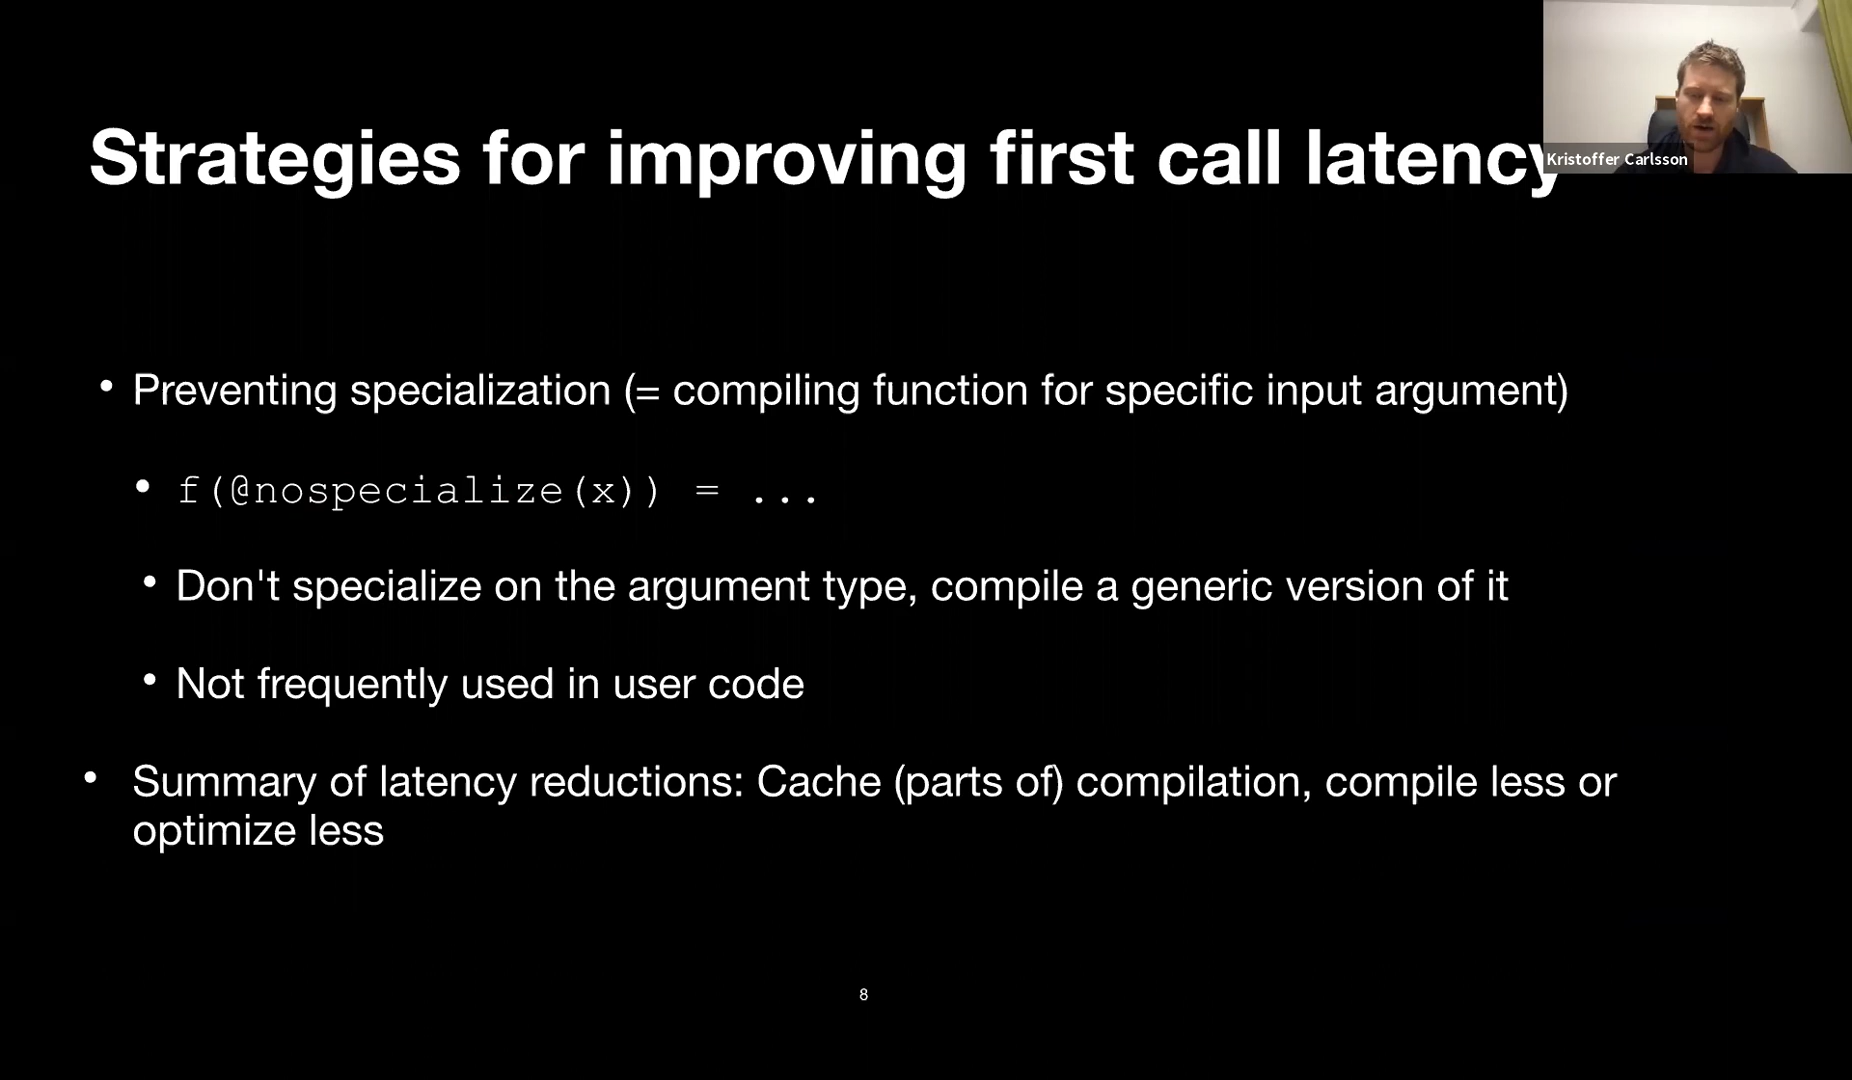 Strategies for improving first call latency
Kristoffer Carlsson
• Preventing specialization (= compiling function for specific input argument)
• f(@nospecialize(x)) = ...
• Don't specialize on the argument type, compile a generic version of it
• Not frequently used in user code
• Summary of latency reductions: Cache (parts of) compilation, compile less or
optimize less
8